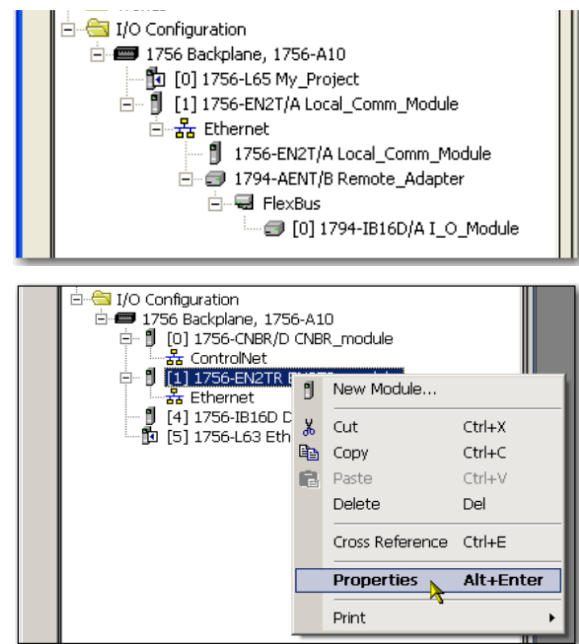 I/O Configuration
1756 Backplane, 1756-A10
[0] 1756-L65 My_Project
[1] 1756-EN2T/A Local_Comm_Module
Ethernet
1756-EN2T/A Local_Comm_Module
1794-AENT/B Remote_Adapter
FlexBus
[0] 1794-IB16D/A I_O_Module
I/O Configuration
1756 Backplane, 1756-A10
[0] 1756-CNBR/D CNBR_module
ControlNet
[1] 1756-EN2TR
Ethernet
[4] 1756-IB16D D
[5] 1756-L63 Eth
New Module...
Cut Ctrl+X
Copy Ctrl+C
Paste Ctrl+V
Delete Del
Cross Reference Ctrl+E
Properties Alt+Enter
Print